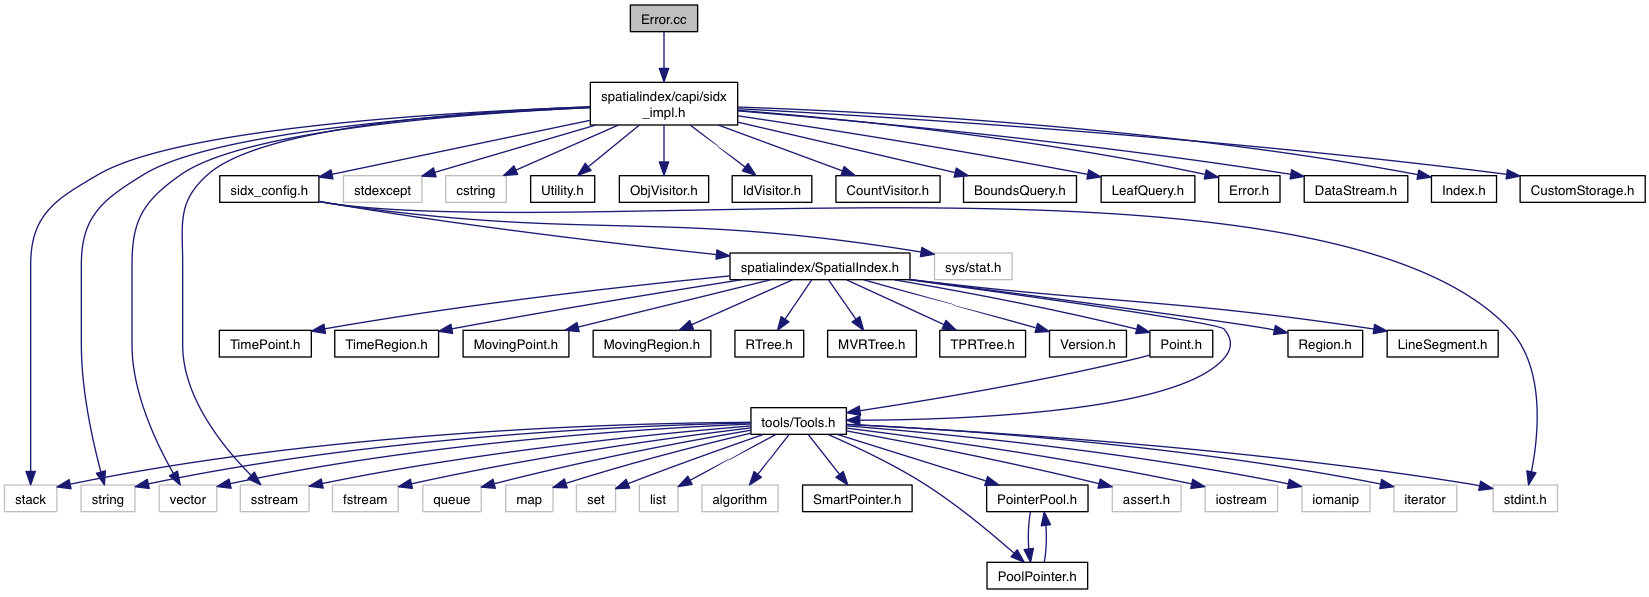 Error.cc
spatialindex/capi/sidx
_impl.h
sidx_config.h
stdexcept
cstring
Utility.h
ObjVisitor.h
IdVisitor.h
CountVisitor.h
BoundsQuery.h
LeafQuery.h
Error.h
DataStream.h
Index.h
CustomStorage.h
spatialindex/SpatialIndex.h
sys/stat.h
TimePoint.h
TimeRegion.h
MovingPoint.h
MovingRegion.h
RTree.h
MVRTree.h
TPRTree.h
Version.h
Point.h
Region.h
LineSegment.h
tools/Tools.h
stack
string
vector
sstream
fstream
queue
map
set
list
algorithm
SmartPointer.h
PointerPool.h
assert.h
iostream
iomanip
iterator
stdint.h
PoolPointer.h